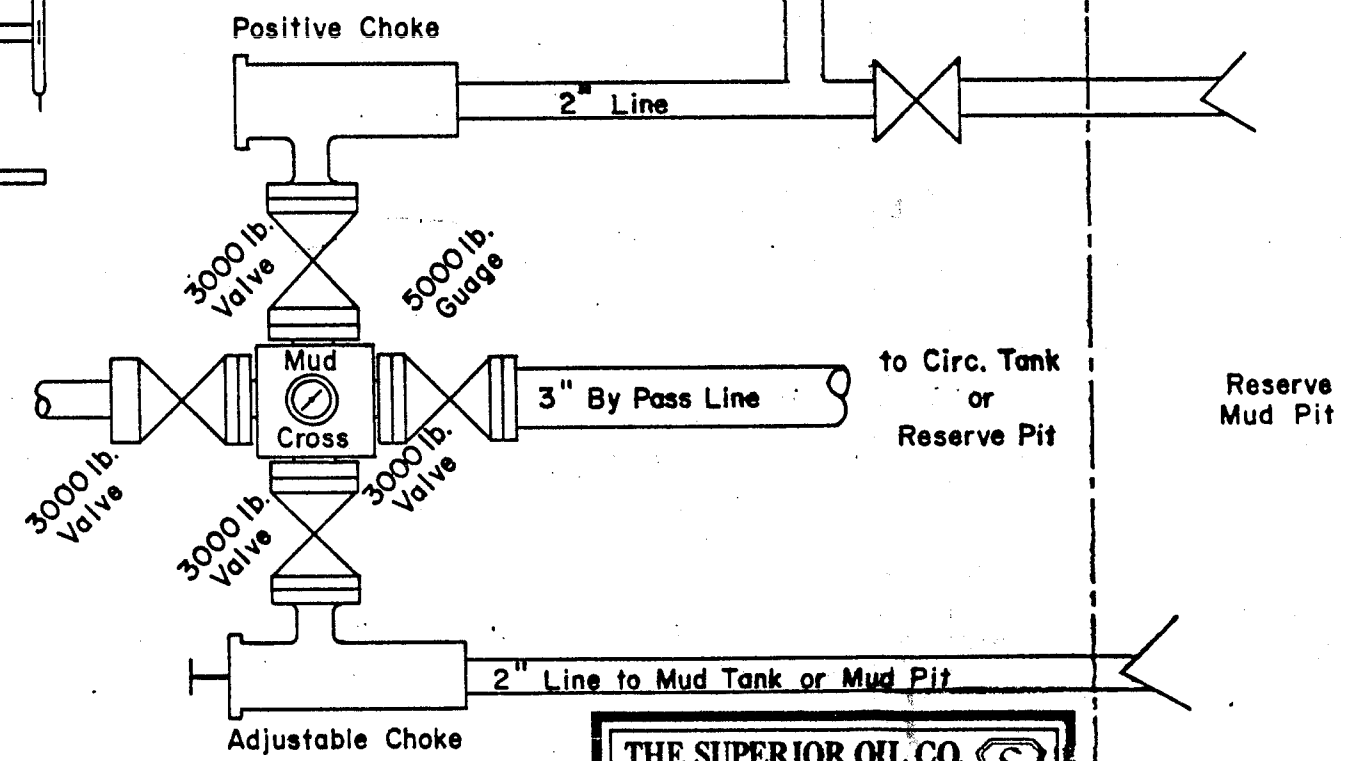 Positive Choke
2" Line
3000 lb.
Valve
5000 lb.
Guage
Mud
Cross
3" By Pass Line
to Circ. Tank
or
Reserve Pit
Reserve
Mud Pit
3000 lb.
Valve
3000 lb.
Valve
3000 lb.
Valve
2" Line to Mud Tank or Mud Pit
Adjustable Choke
THE SUPERIOR OIL CO.
S